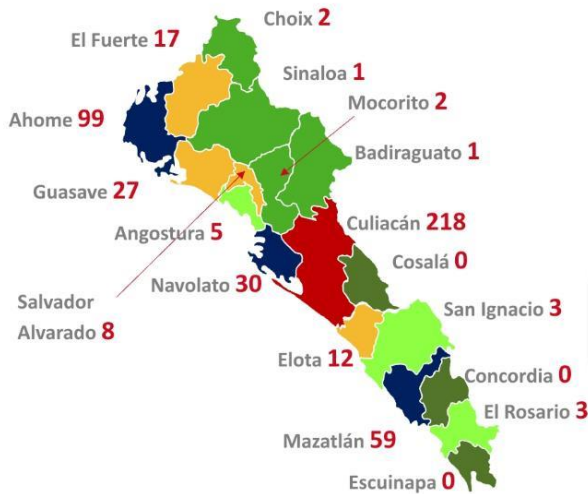 Choix 2
El Fuerte 17
Sinaloa 1
Mocorito 2
Ahome 99
Badiraguato 1
Guasave 27
Culiacán 218
Angostura 5
Cosalá 0
Navolato 30
Salvador
Alvarado 8
San Ignacio 3
Elota 12
Concordia 0
El Rosario 3
Mazatlán 59
Escuinapa 0